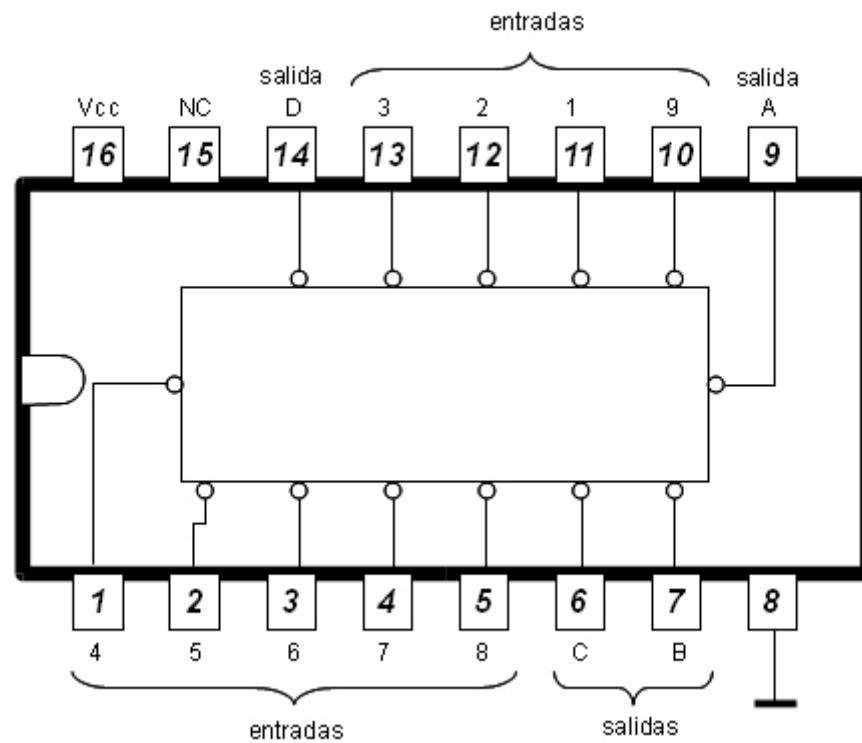 entradas
salida salida
Vcc NC D 3 2 1 9 A
16 15 14 13 12 11 10 9
1 2 3 4 5 6 7 8
4 5 6 7 8 C B
entradas salidas